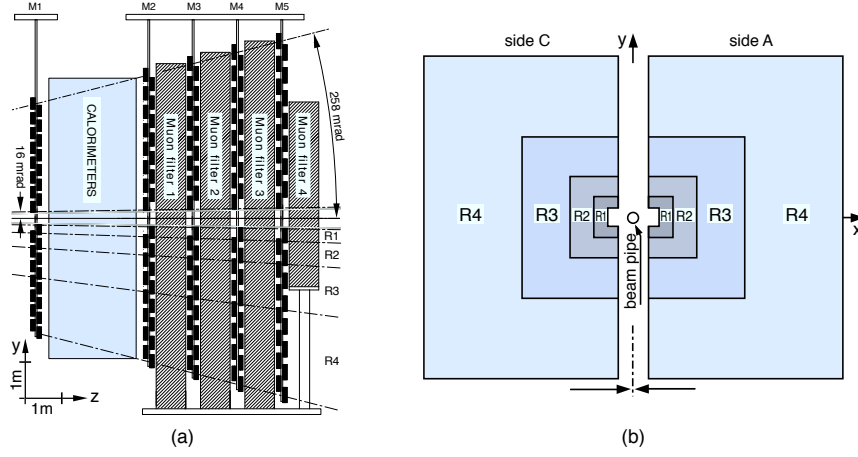 M1
M2
M3
M4
M5
16 mrad
CALORIMETERS
Muon filter 1
Muon filter 2
Muon filter 3
Muon filter 4
258 mrad
R1
R2
R3
R4
y
1m
1m
z
(a)
side C
y
side A
R4
R3
R2
R1
R1
R2
R3
R4
x
beam pipe
(b)